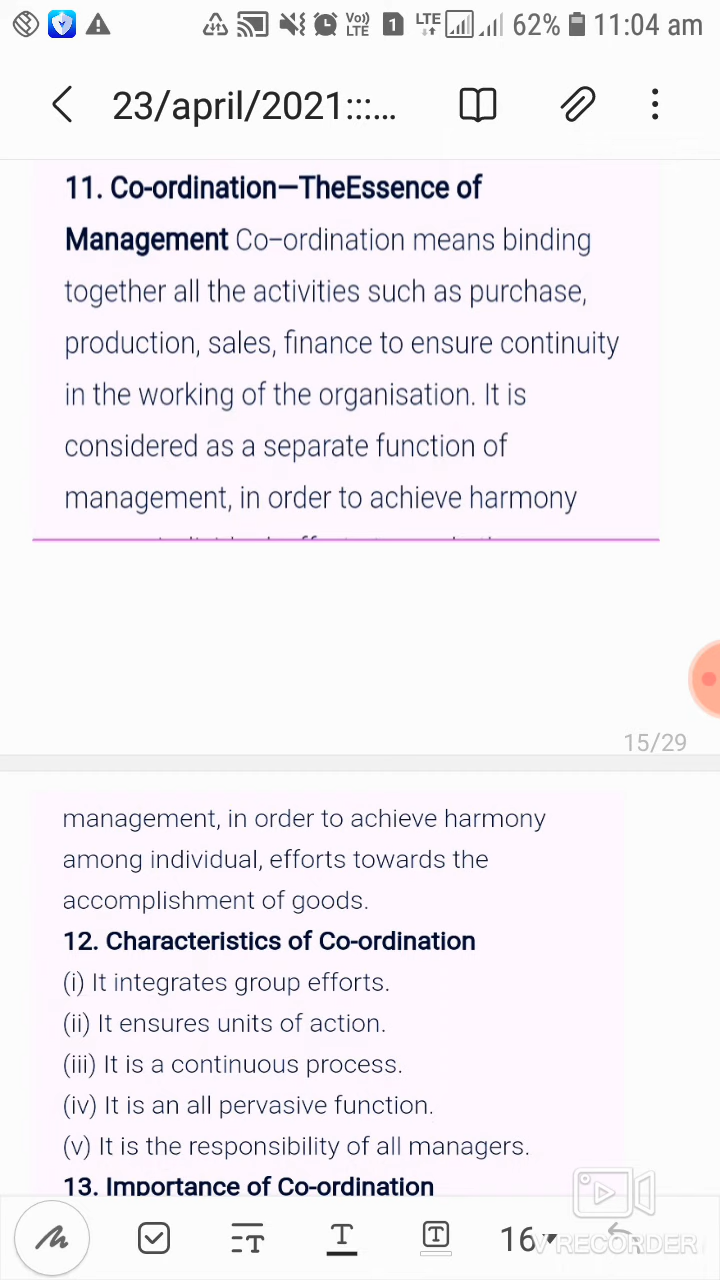 Vo)) LTE 1 LTE 62% 11:04 am
23/april/2021:::...
11. Co-ordination—TheEssence of
Management Co-ordination means binding
together all the activities such as purchase,
production, sales, finance to ensure continuity
in the working of the organisation. It is
considered as a separate function of
management, in order to achieve harmony
15/29
management, in order to achieve harmony
among individual, efforts towards the
accomplishment of goods.
12. Characteristics of Co-ordination
(i) It integrates group efforts.
(ii) It ensures units of action.
(iii) It is a continuous process.
(iv) It is an all pervasive function.
(v) It is the responsibility of all managers.
13. Importance of Co-ordination
T T T 16
V RECORDER